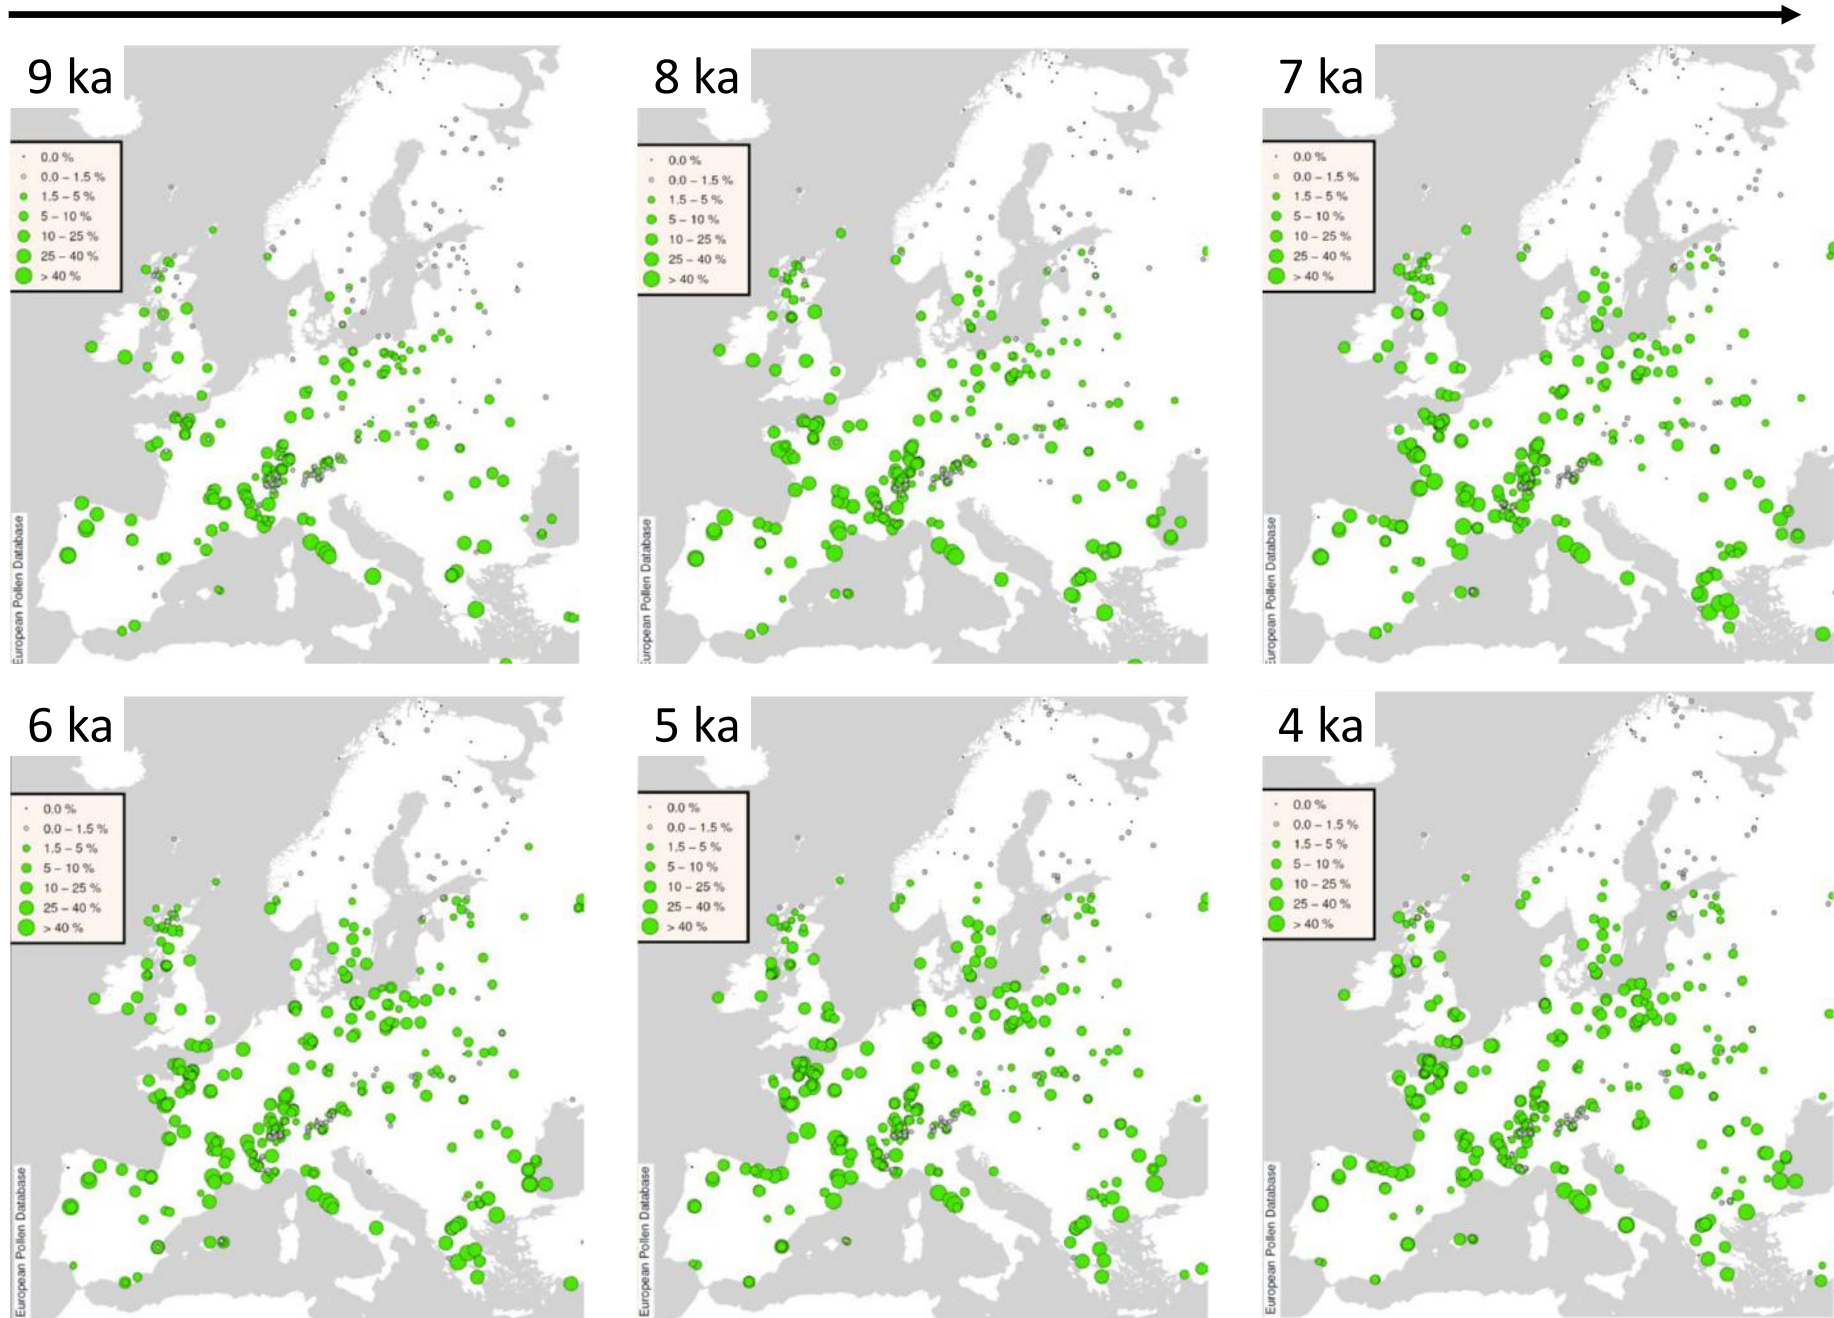 9 ka
0.0 %
0.0 – 1.5 %
1.5 – 5 %
5 – 10 %
10 – 25 %
25 – 40 %
> 40 %
European Pollen Database
8 ka
0.0 %
0.0 – 1.5 %
1.5 – 5 %
5 – 10 %
10 – 25 %
25 – 40 %
> 40 %
European Pollen Database
7 ka
0.0 %
0.0 – 1.5 %
1.5 – 5 %
5 – 10 %
10 – 25 %
25 – 40 %
> 40 %
European Pollen Database
6 ka
0.0 %
0.0 – 1.5 %
1.5 – 5 %
5 – 10 %
10 – 25 %
25 – 40 %
> 40 %
European Pollen Database
5 ka
0.0 %
0.0 – 1.5 %
1.5 – 5 %
5 – 10 %
10 – 25 %
25 – 40 %
> 40 %
European Pollen Database
4 ka
0.0 %
0.0 – 1.5 %
1.5 – 5 %
5 – 10 %
10 – 25 %
25 – 40 %
> 40 %
European Pollen Database